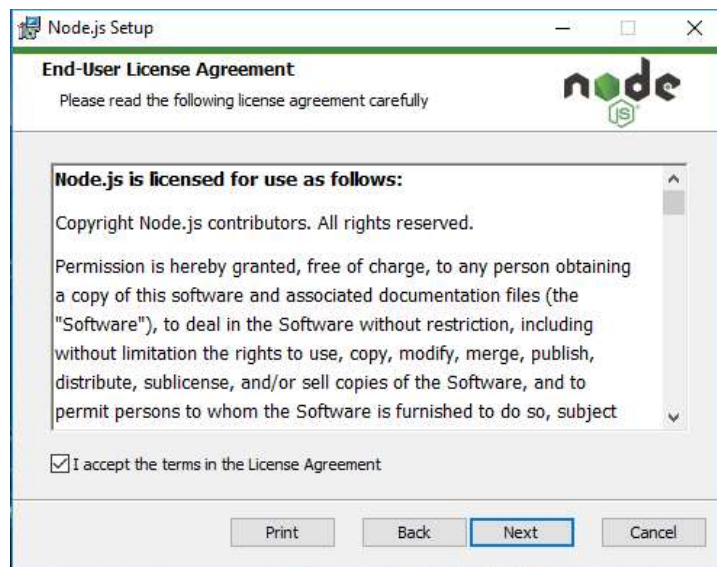 Node.js Setup
End-User License Agreement
Please read the following license agreement carefully
node
JS
Node.js is licensed for use as follows:
Copyright Node.js contributors. All rights reserved.
Permission is hereby granted, free of charge, to any person obtaining
a copy of this software and associated documentation files (the
"Software"), to deal in the Software without restriction, including
without limitation the rights to use, copy, modify, merge, publish,
distribute, sublicense, and/or sell copies of the Software, and to
permit persons to whom the Software is furnished to do so, subject
I accept the terms in the License Agreement
Print Back Next Cancel